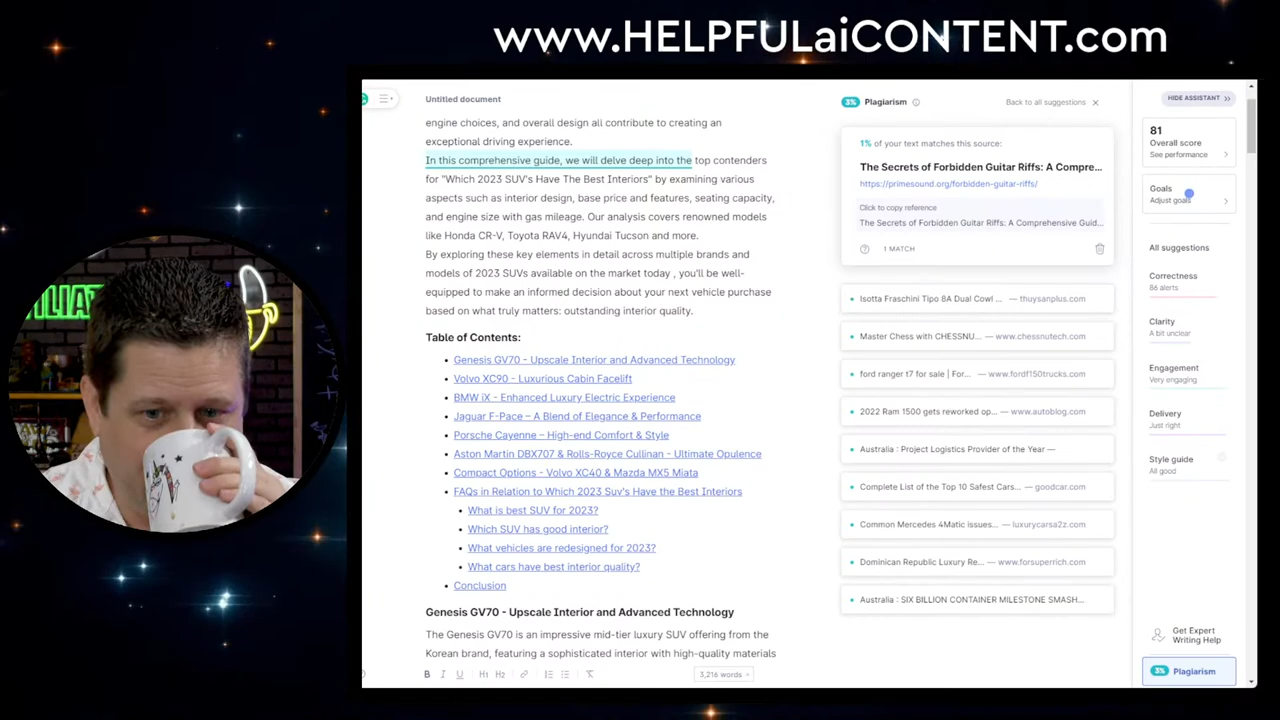 www.HELPFULaiCONTENT.com
Untitled document
engine choices, and overall design all contribute to creating an
exceptional driving experience.
In this comprehensive guide, we will delve deep into the top contenders
for "Which 2023 SUV's Have The Best Interiors" by examining various
aspects such as interior design, base price and features, seating capacity,
and engine size with gas mileage. Our analysis covers renowned models
like Honda CR-V, Toyota RAV4, Hyundai Tucson and more.
By exploring these key elements in detail across multiple brands and
models of 2023 SUVs available on the market today , you'll be well-
equipped to make an informed decision about your next vehicle purchase
based on what truly matters: outstanding interior quality.
Table of Contents:
Genesis GV70 - Upscale Interior and Advanced Technology
Volvo XC90 - Luxurious Cabin Facelift
BMW iX - Enhanced Luxury Electric Experience
Jaguar F-Pace – A Blend of Elegance & Performance
Porsche Cayenne – High-end Comfort & Style
Aston Martin DBX707 & Rolls-Royce Cullinan - Ultimate Opulence
Compact Options - Volvo XC40 & Mazda MX5 Miata
FAQs in Relation to Which 2023 Suv's Have the Best Interiors
What is best SUV for 2023?
Which SUV has good interior?
What vehicles are redesigned for 2023?
What cars have best interior quality?
Conclusion
Genesis GV70 - Upscale Interior and Advanced Technology
The Genesis GV70 is an impressive mid-tier luxury SUV offering from the
Korean brand, featuring a sophisticated interior with high-quality materials
B I U H1 H2
3,216 words
3% Plagiarism
Back to all suggestions
1% of your text matches this source:
The Secrets of Forbidden Guitar Riffs: A Compre...
https://primesound.org/forbidden-guitar-riffs/
Click to copy reference
The Secrets of Forbidden Guitar Riffs: A Comprehensive Guid...
1 MATCH
Isotta Fraschini Tipo 8A Dual Cowl ... — thuysanplus.com
Master Chess with CHESSNU... — www.chessnutech.com
ford ranger t7 for sale | For... — www.fordf150trucks.com
2022 Ram 1500 gets reworked op... — www.autoblog.com
Australia : Project Logistics Provider of the Year —
Complete List of the Top 10 Safest Cars... — goodcar.com
Common Mercedes 4Matic issues... — luxurycarsa2z.com
Dominican Republic Luxury Re... — www.forsuperrich.com
Australia : SIX BILLION CONTAINER MILESTONE SMASH...
HIDE ASSISTANT
81
Overall score
See performance
Goals
Adjust goals
All suggestions
Correctness
86 alerts
Clarity
A bit unclear
Engagement
Very engaging
Delivery
Just right
Style guide
All good
Get Expert
Writing Help
3% Plagiarism